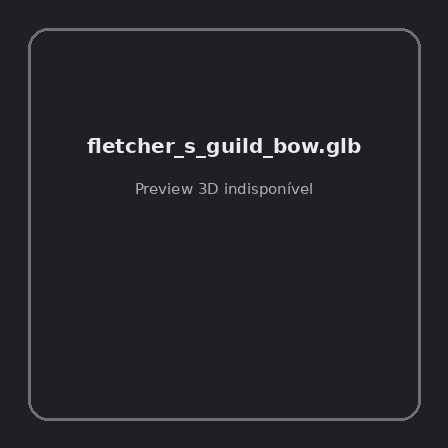 fletcher_s_guild_bow.glb
Preview 3D indisponível